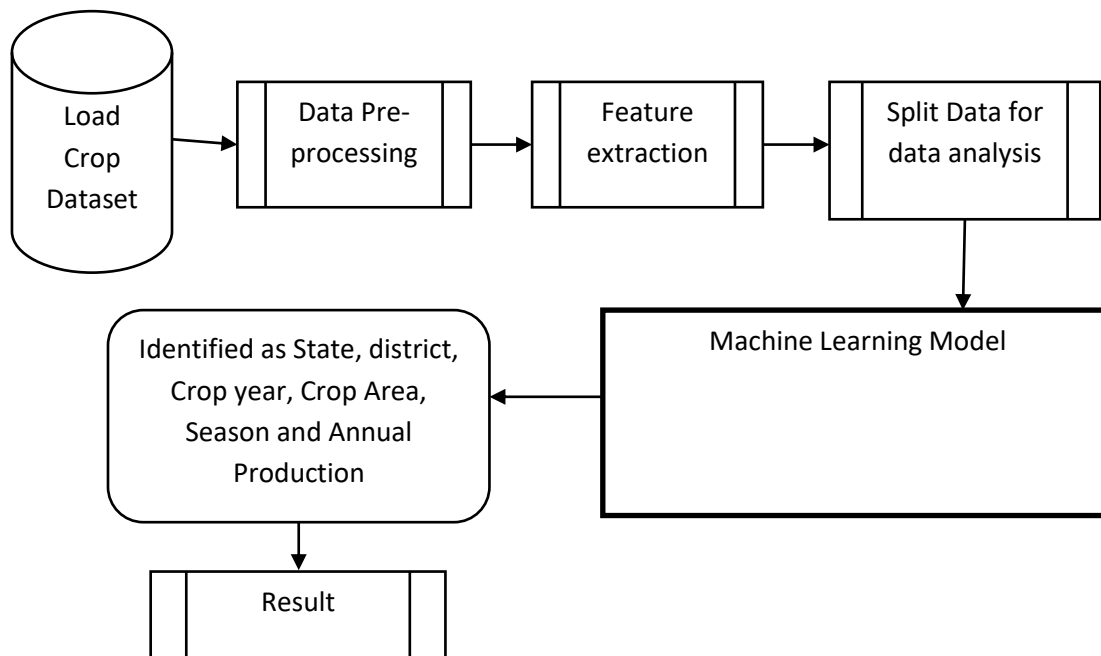 Load
Crop
Dataset
Data Pre-
processing
Feature
extraction
Split Data for
data analysis
Machine Learning Model
Identified as State, district,
Crop year, Crop Area,
Season and Annual
Production
Result